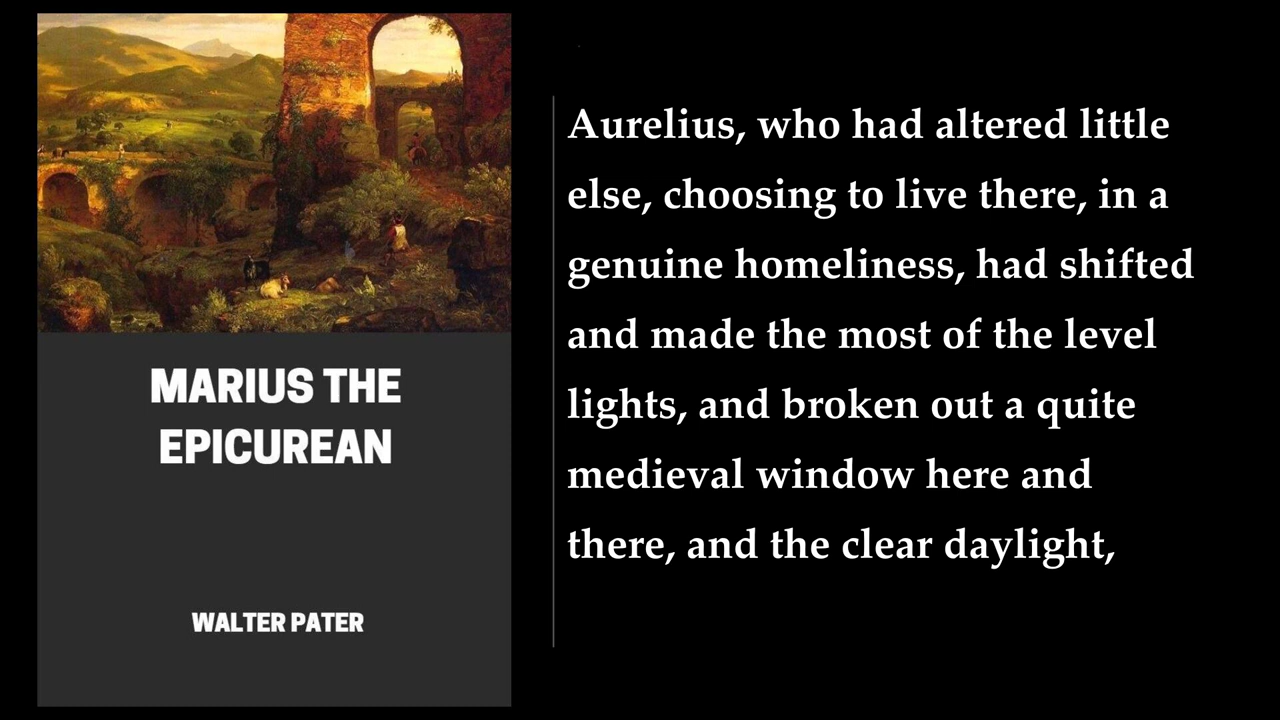 MARIUS THE
EPICUREAN
WALTER PATER
Aurelius, who had altered little
else, choosing to live there, in a
genuine homeliness, had shifted
and made the most of the level
lights, and broken out a quite
medieval window here and
there, and the clear daylight,